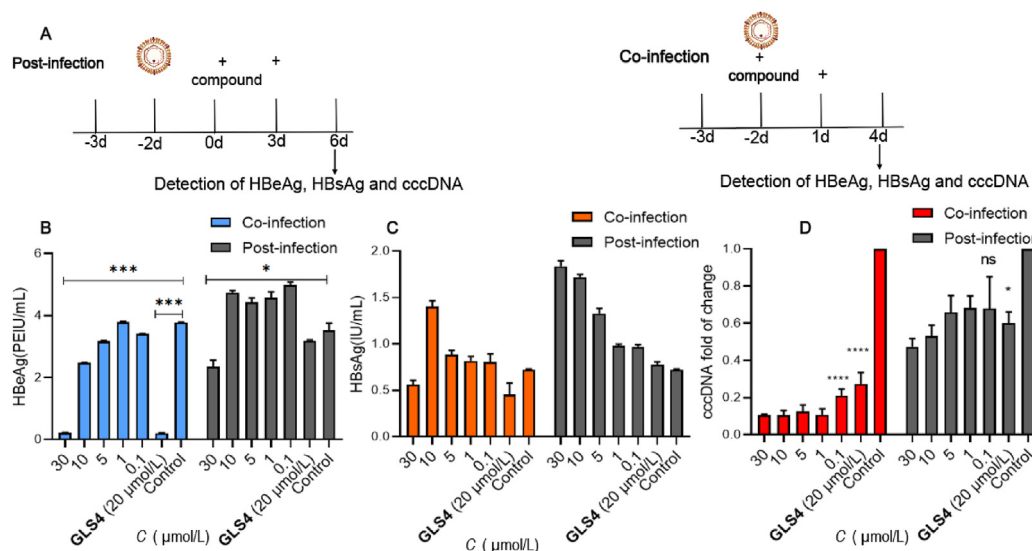 A
Post-infection
+ +
compound
-3d -2d 0d 3d 6d
Detection of HBeAg, HBsAg and cccDNA
Co-infection
+
compound +
-3d -2d 1d 4d
Detection of HBeAg, HBsAg and cccDNA
B
Co-infection
Post-infection
HBeAg(PEIU/mL)
6
4
2
0
***
***
*
30 10 5 1 0.1 GLS4 (20 μmol/L) Control
30 10 5 1 0.1 GLS4 (20 μmol/L) Control
C ( μmol/L)
C
Co-infection
Post-infection
HBsAg(IU/mL)
2.0
1.5
1.0
0.5
0.0
30 10 5 1 0.1 GLS4 (20 μmol/L) Control
30 10 5 1 0.1 GLS4 (20 μmol/L) Control
C ( μmol/L)
D
Co-infection
Post-infection
cccDNA fold of change
1.0
0.8
0.6
0.4
0.2
0.0
****
****
ns
*
30 10 5 1 0.1 GLS4 (20 μmol/L) Control
30 10 5 1 0.1 GLS4 (20 μmol/L) Control
C ( μmol/L)